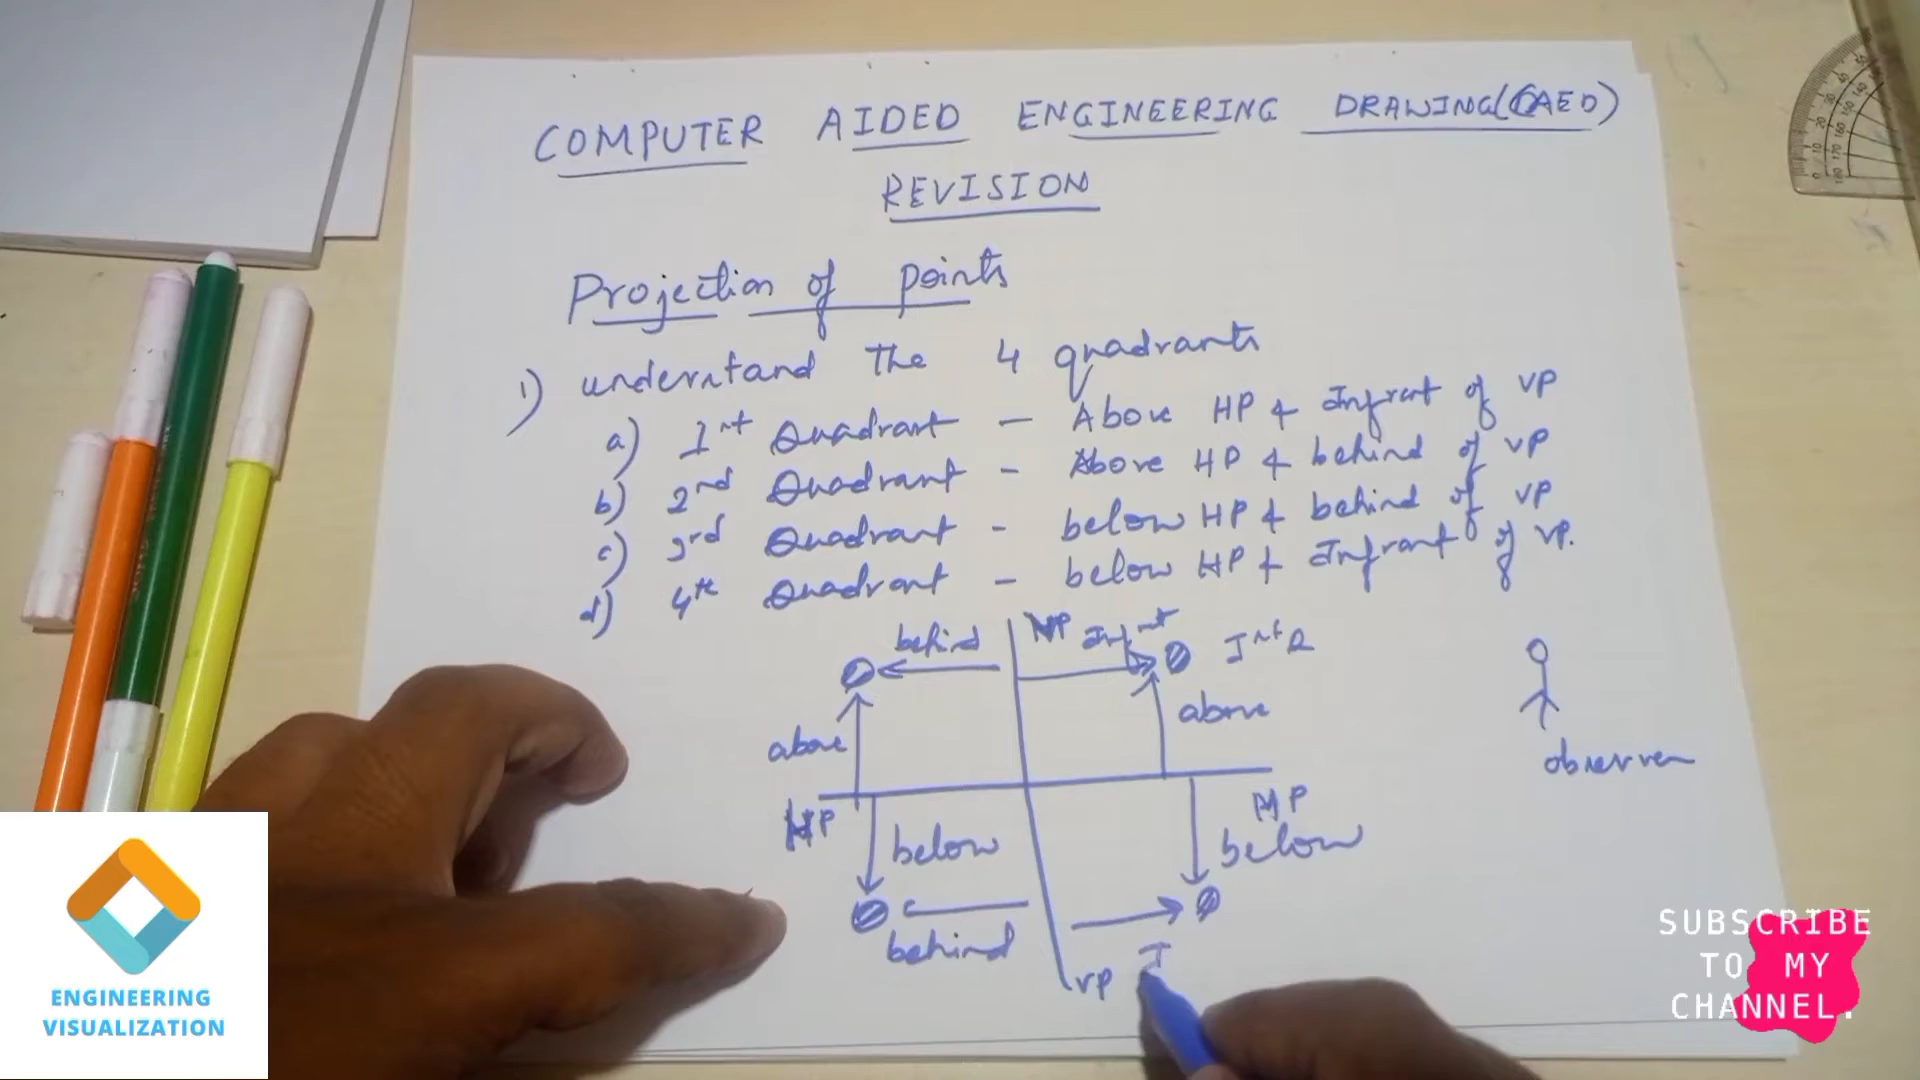 COMPUTER AIDED ENGINEERING DRAWING(CAED)
REVISION
Projection of points
1) understand the 4 quadrants
a) 1st Quadrant - Above HP & Infront of VP
b) 2nd Quadrant - Above HP & behind of VP
c) 3rd Quadrant - below HP & behind of VP
d) 4th Quadrant - below HP & Infront of VP.
behind
VP
Infront
Ist Q
above
above
observer
HP
HP
below
below
behind
VP
I
ENGINEERING
VISUALIZATION
SUBSCRIBE
TO MY
CHANNEL.